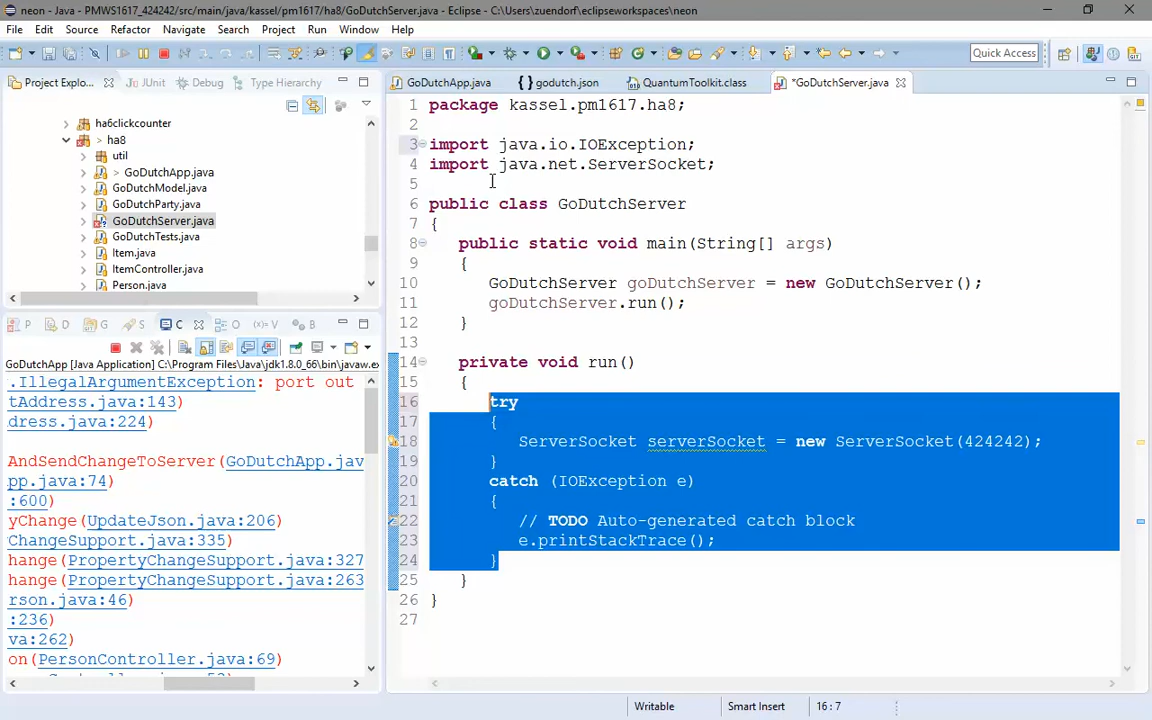 neon - Java - PMWS1617_424242/src/main/java/kassel/pm1617/ha8/GoDutchServer.java - Eclipse - C:\Users\zuendorf\eclipseworkspaces\neon
File Edit Source Refactor Navigate Search Project Run Window Help
Quick Access
Project Explo... JUnit Debug Type Hierarchy
ha6clickcounter
> ha8
util
> GoDutchApp.java
GoDutchModel.java
GoDutchParty.java
GoDutchServer.java
GoDutchTests.java
Item.java
ItemController.java
Person.java
P D G S C O V B
GoDutchApp [Java Application] C:\Program Files\Java\jdk1.8.0_66\bin\javaw.ex
.IllegalArgumentException: port out
tAddress.java:143)
dress.java:224)
AndSendChangeToServer(GoDutchApp.jav
pp.java:74)
:600)
yChange(UpdateJson.java:206)
ChangeSupport.java:335)
hange(PropertyChangeSupport.java:327
hange(PropertyChangeSupport.java:263
rson.java:46)
:236)
va:262)
on(PersonController.java:69)
GoDutchApp.java godutch.json QuantumToolkit.class *GoDutchServer.java
1 package kassel.pm1617.ha8;
2
3 import java.io.IOException;
4 import java.net.ServerSocket;
5
6 public class GoDutchServer
7 {
8 public static void main(String[] args)
9 {
10 GoDutchServer goDutchServer = new GoDutchServer();
11 goDutchServer.run();
12 }
13
14 private void run()
15 {
16 try
17 {
18 ServerSocket serverSocket = new ServerSocket(424242);
19 }
20 catch (IOException e)
21 {
22 // TODO Auto-generated catch block
23 e.printStackTrace();
24 }
25 }
26 }
27
Writable Smart Insert 16 : 7